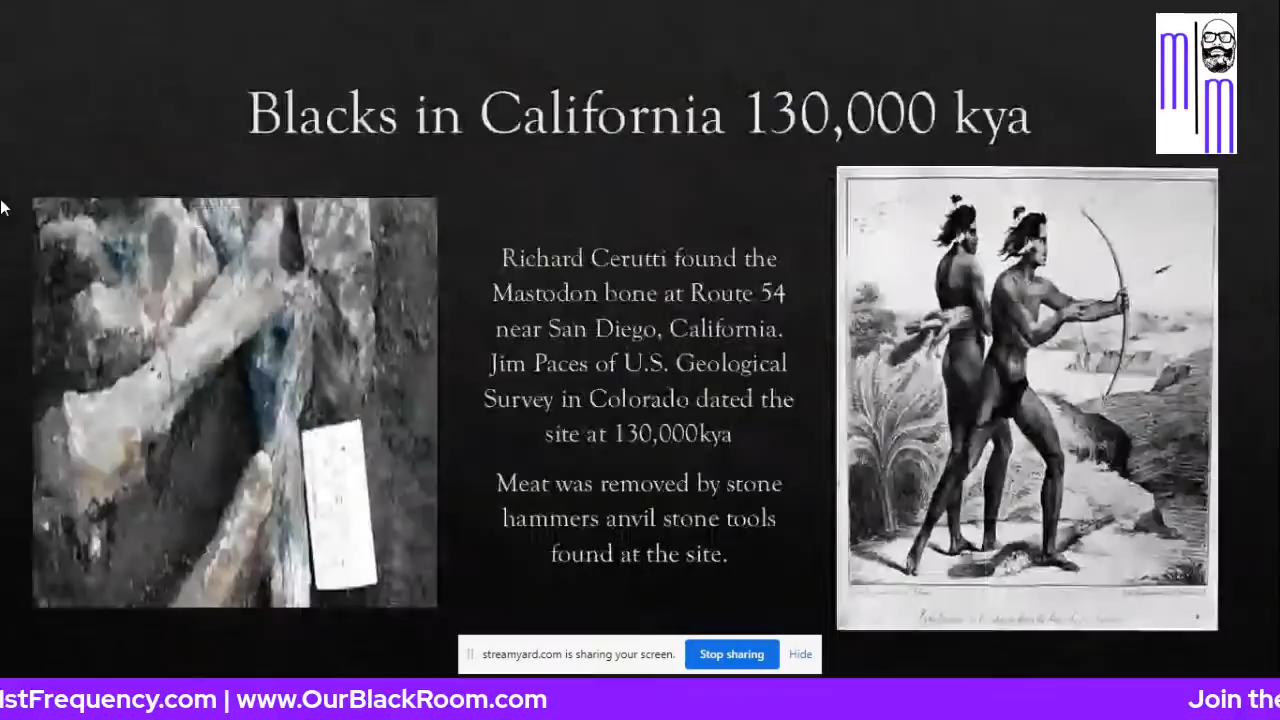 m
m
Blacks in California 130,000 kya
Richard Cerutti found the
Mastodon bone at Route 54
near San Diego, California.
Jim Paces of U.S. Geological
Survey in Colorado dated the
site at 130,000kya
Meat was removed by stone
hammers anvil stone tools
found at the site.
streamyard.com is sharing your screen.
Stop sharing
Hide
lstFrequency.com | www.OurBlackRoom.com
Join the